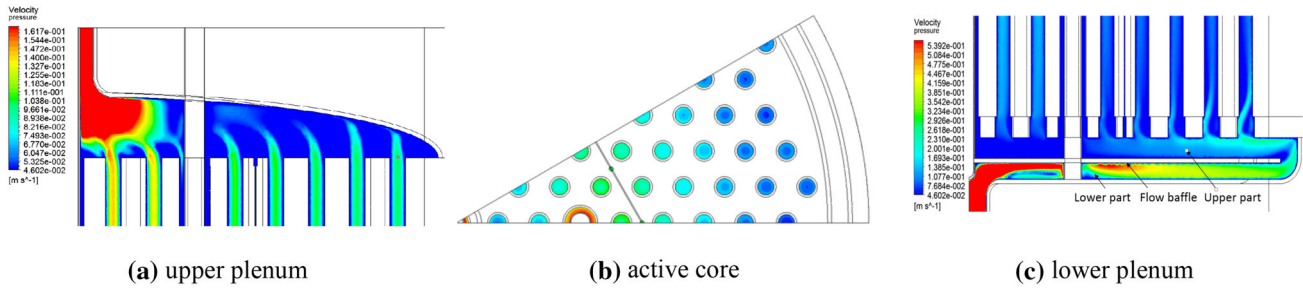 Velocity
pressure
1.617e-001
1.544e-001
1.472e-001
1.400e-001
1.327e-001
1.255e-001
1.183e-001
1.111e-001
1.038e-001
9.661e-002
8.938e-002
8.216e-002
7.493e-002
6.770e-002
6.047e-002
5.325e-002
4.602e-002
[m s^-1]
(a) upper plenum
(b) active core
Velocity
pressure
5.392e-001
5.084e-001
4.775e-001
4.467e-001
4.159e-001
3.851e-001
3.542e-001
3.234e-001
2.926e-001
2.618e-001
2.310e-001
2.001e-001
1.693e-001
1.385e-001
1.077e-001
7.684e-002
4.602e-002
[m s^-1]
Lower part Flow baffle Upper part
(c) lower plenum